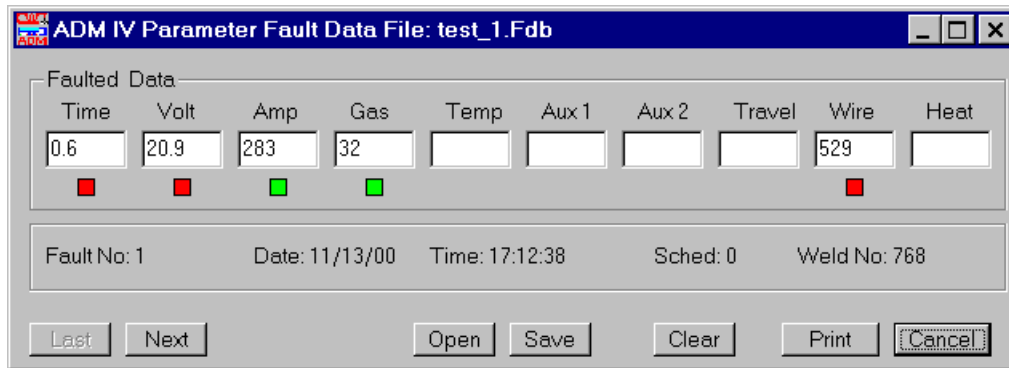 ADM IV Parameter Fault Data File: test_1.Fdb
Faulted Data
Time Volt Amp Gas Temp Aux 1 Aux 2 Travel Wire Heat
0.6 20.9 283 32 529
Fault No: 1 Date: 11/13/00 Time: 17:12:38 Sched: 0 Weld No: 768
Last Next Open Save Clear Print Cancel